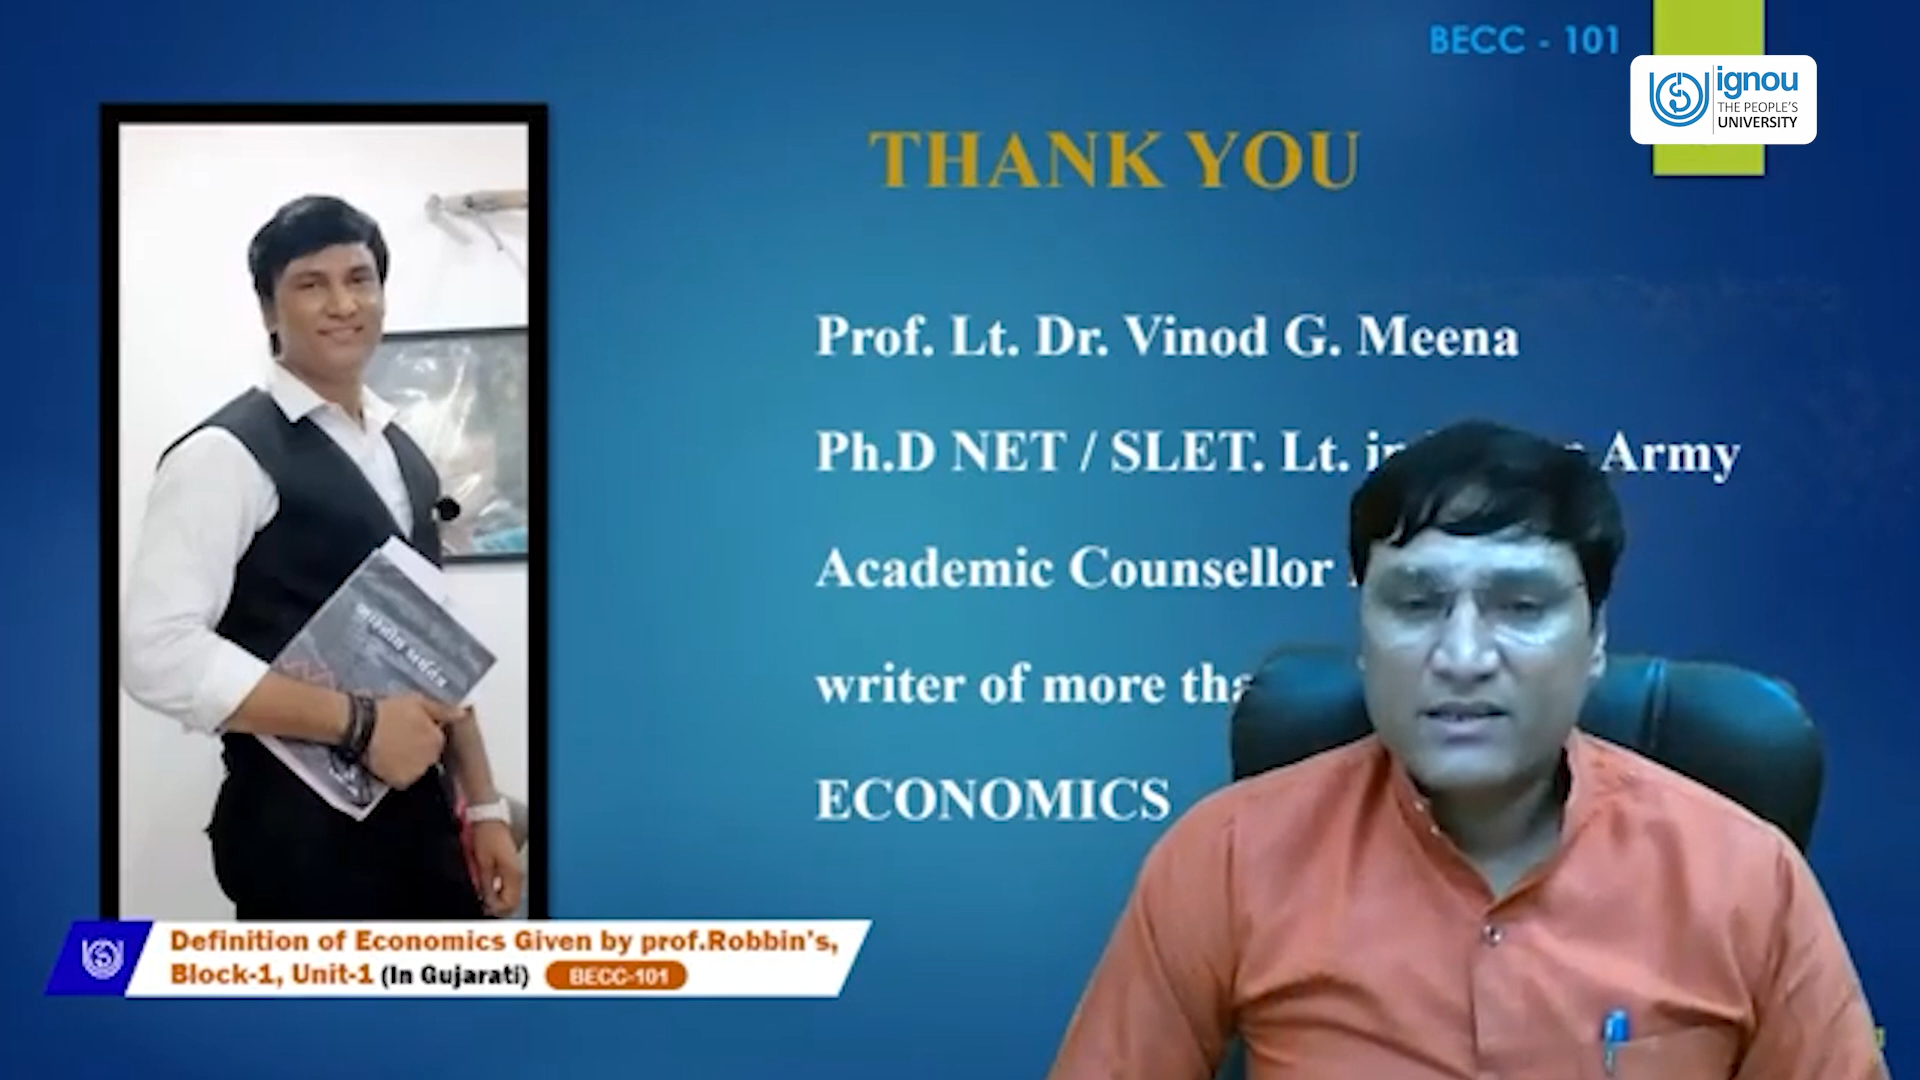 BECC - 101
ignou
THE PEOPLE'S
UNIVERSITY
THANK YOU
Prof. Lt. Dr. Vinod G. Meena
Ph.D NET / SLET. Lt. Army
Academic Counsellor
writer of more
ECONOMICS
Definition of Economics Given by prof.Robbin's,
Block-1, Unit-1 (In Gujarati) BECC-101